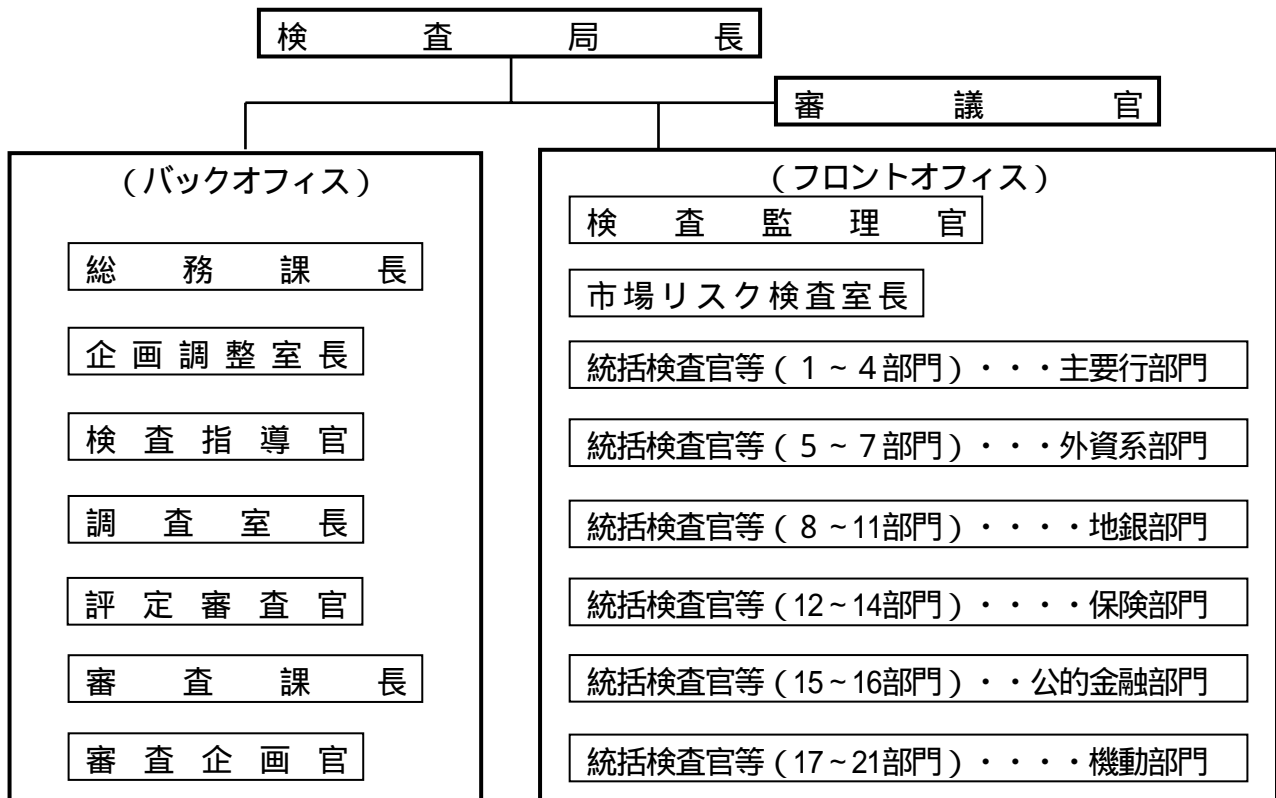 検査局長
審議官
（バックオフィス）
総務課長
企画調整室長
検査指導官
調査室長
評定審査官
審査課長
審査企画官
（フロントオフィス）
検査監理官
市場リスク検査室長
統括検査官等（１～４部門）・・・主要行部門
統括検査官等（５～７部門）・・・外資系部門
統括検査官等（８～11部門）・・・・地銀部門
統括検査官等（12～14部門）・・・・保険部門
統括検査官等（15～16部門）・・公的金融部門
統括検査官等（17～21部門）・・・・機動部門